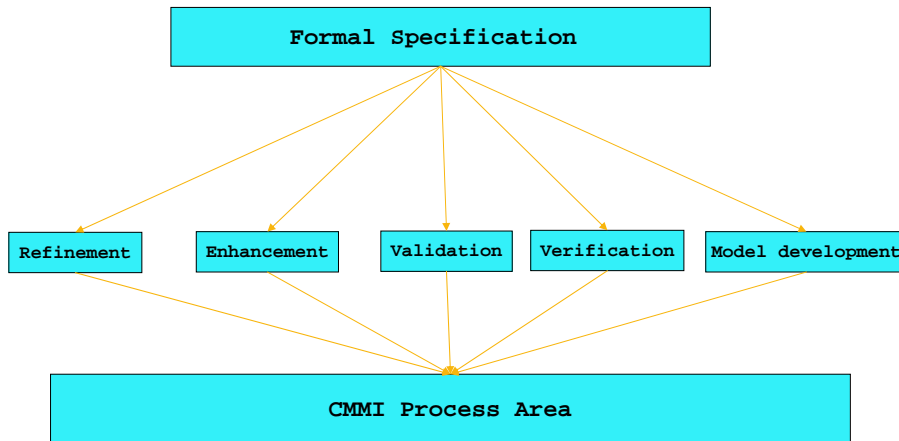 Formal Specification
Refinement
Enhancement
Validation
Verification
Model development
CMMI Process Area